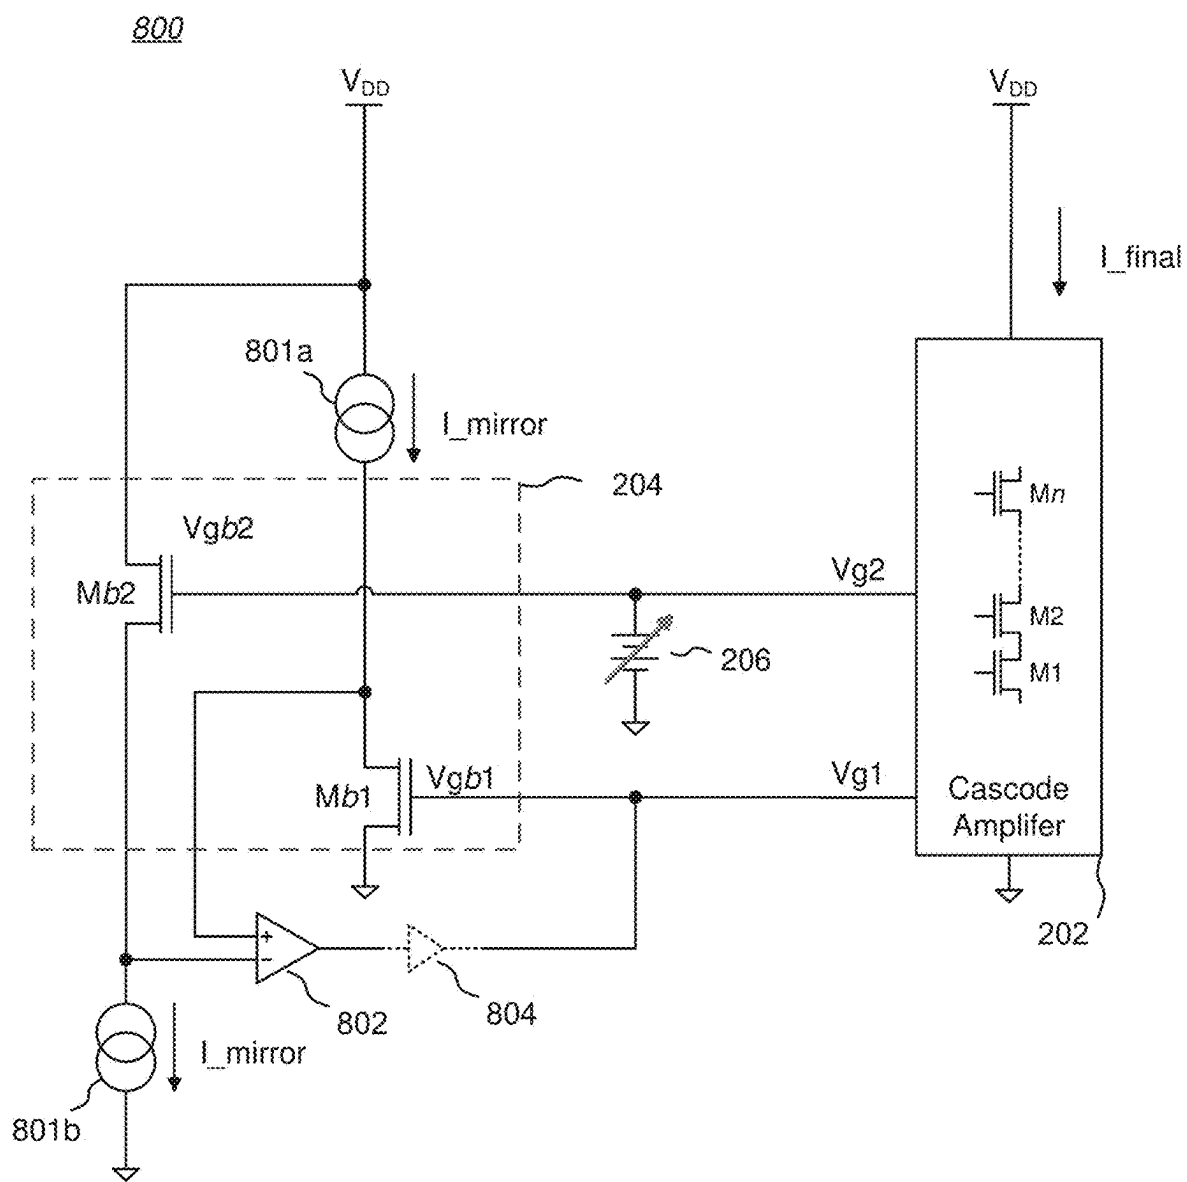 800
VDD
VDD
I_final
801a
I_mirror
204
Vgb2
Mb2
Vg2
206
Mn
M2
M1
Mb1
Vgb1
Vg1
Cascode
Amplifer
+
−
802
804
202
I_mirror
801b